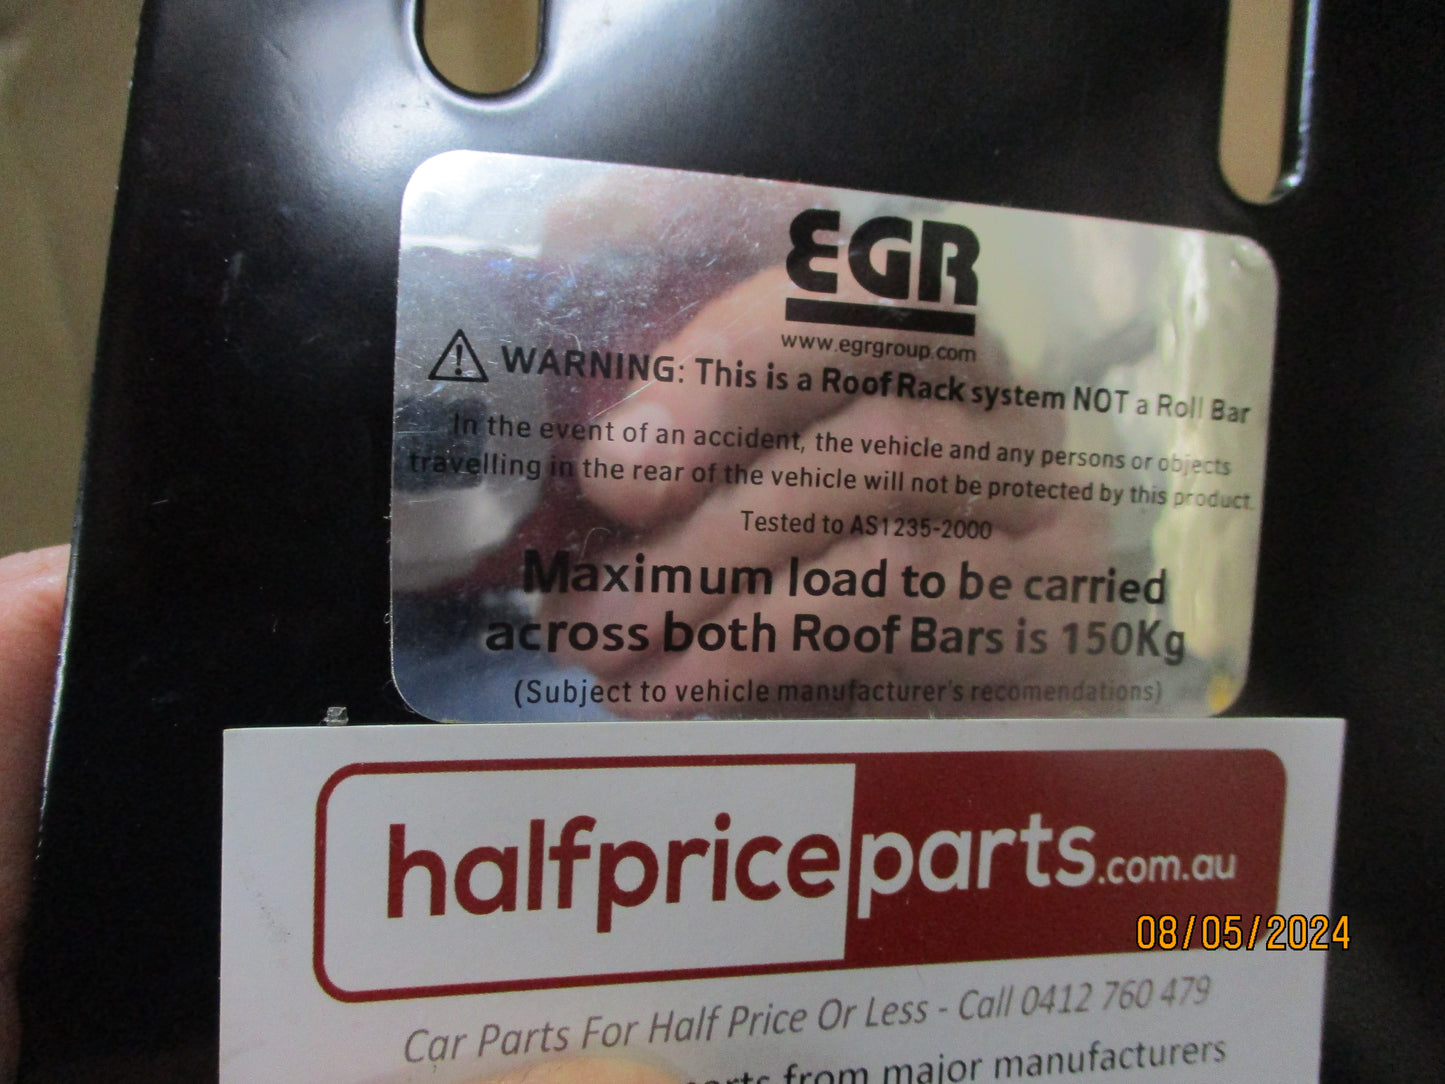 EGR
www.egrgroup.com
WARNING: This is a Roof Rack system NOT a Roll Bar
In the event of an accident, the vehicle and any persons or objects
travelling in the rear of the vehicle will not be protected by this product.
Tested to AS1235-2000
Maximum load to be carried
across both Roof Bars is 150Kg
(Subject to vehicle manufacturer's recomendations)
halfpriceparts.com.au
08/05/2024
Car Parts For Half Price Or Less - Call 0412 760 479
from major manufacturers